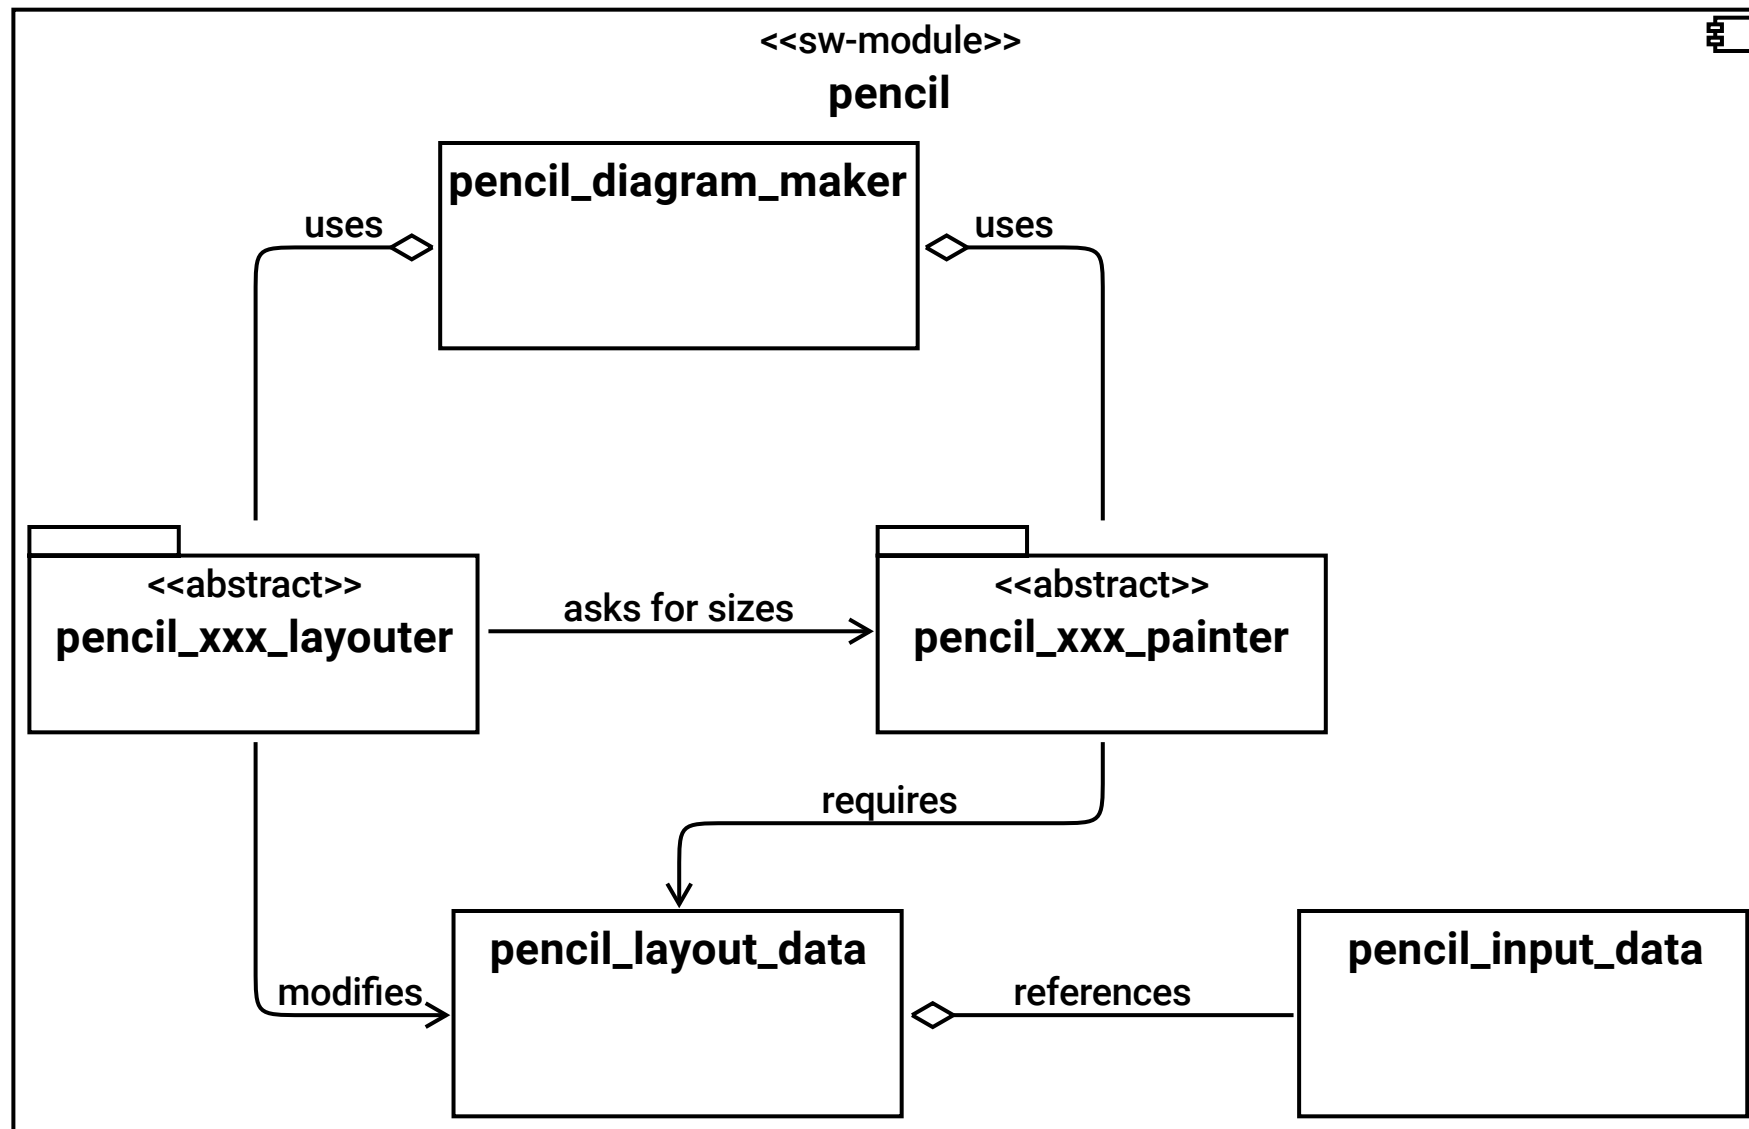 <<sw-module>>
pencil
pencil_diagram_maker
uses
uses
<<abstract>>
pencil_xxx_layouter
asks for sizes
<<abstract>>
pencil_xxx_painter
requires
pencil_layout_data
pencil_input_data
modifies
references